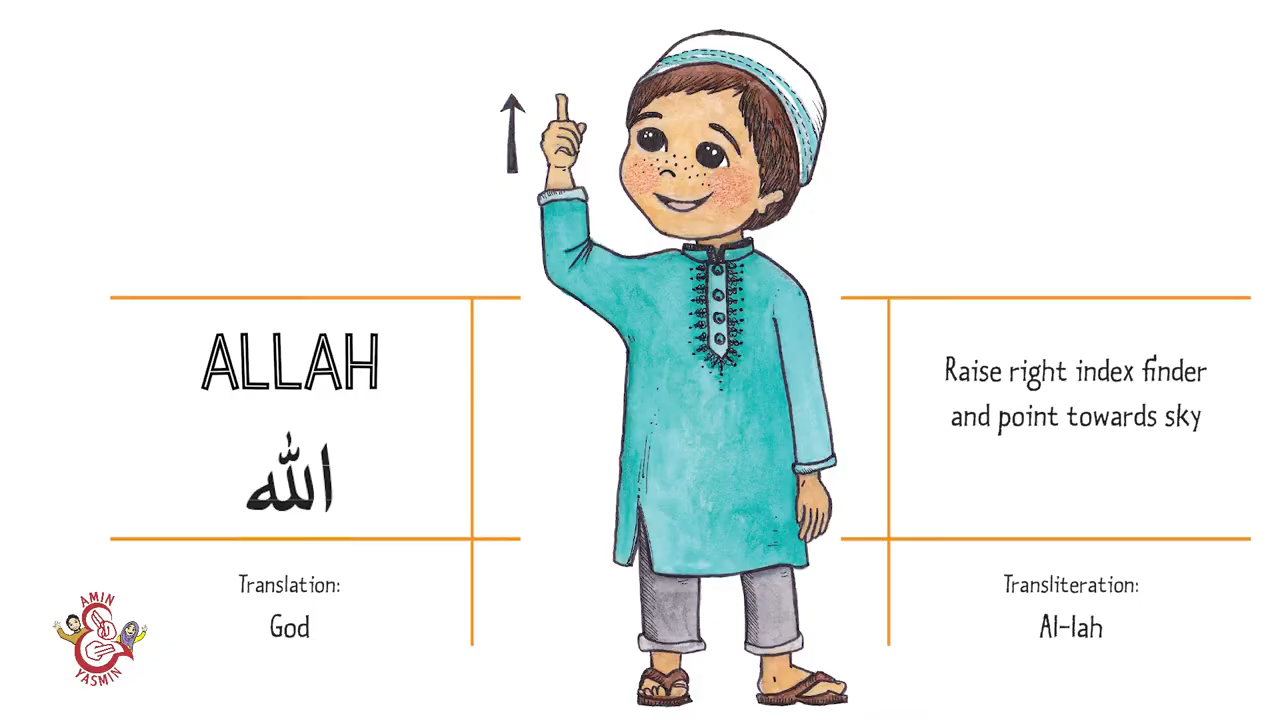 ALLAH
الله
Raise right index finder
and point towards sky
Translation:
God
Transliteration:
Al-lah
AMIN
YASMIN